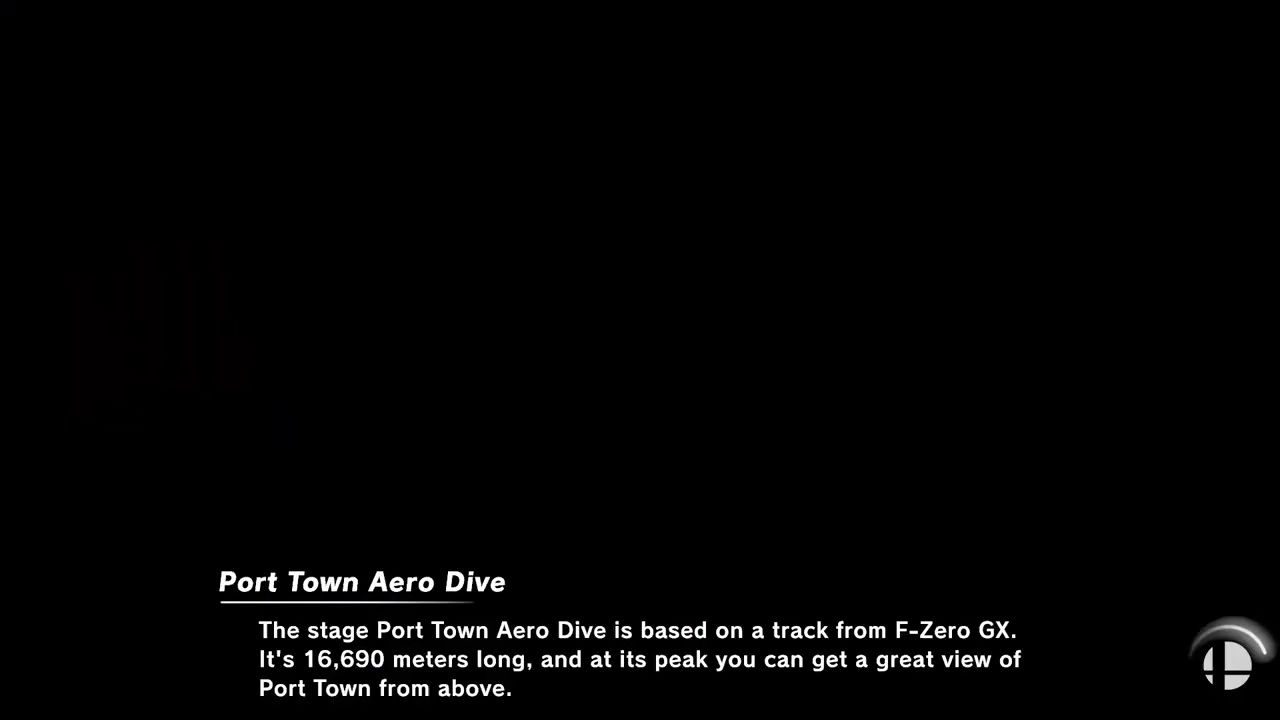 Port Town Aero Dive
The stage Port Town Aero Dive is based on a track from F-Zero GX.
It's 16,690 meters long, and at its peak you can get a great view of
Port Town from above.